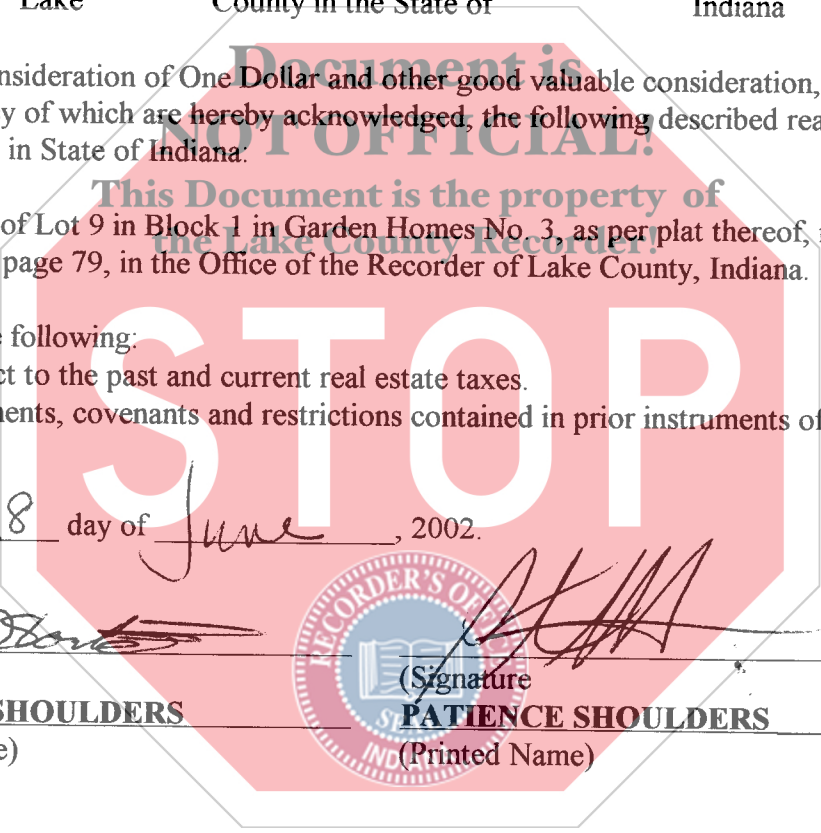 Lake County in the State of Indiana
Document is
nsideration of One Dollar and other good valuable consideration,
y of which are hereby acknowledged, the following described rea
NOT OFFICIAL!
in State of Indiana:
This Document is the property of
of Lot 9 in Block 1 in Garden Homes No. 3, as per plat thereof,
the Lake County Recorder!
page 79, in the Office of the Recorder of Lake County, Indiana.
STOP
e following:
ct to the past and current real estate taxes.
nents, covenants and restrictions contained in prior instruments of
8 day of June, 2002.
RECORDER'S OFFICE
(Signature
SHOULDERS PATIENCE SHOULDERS
SEAL
e) (Printed Name)
INDIANA